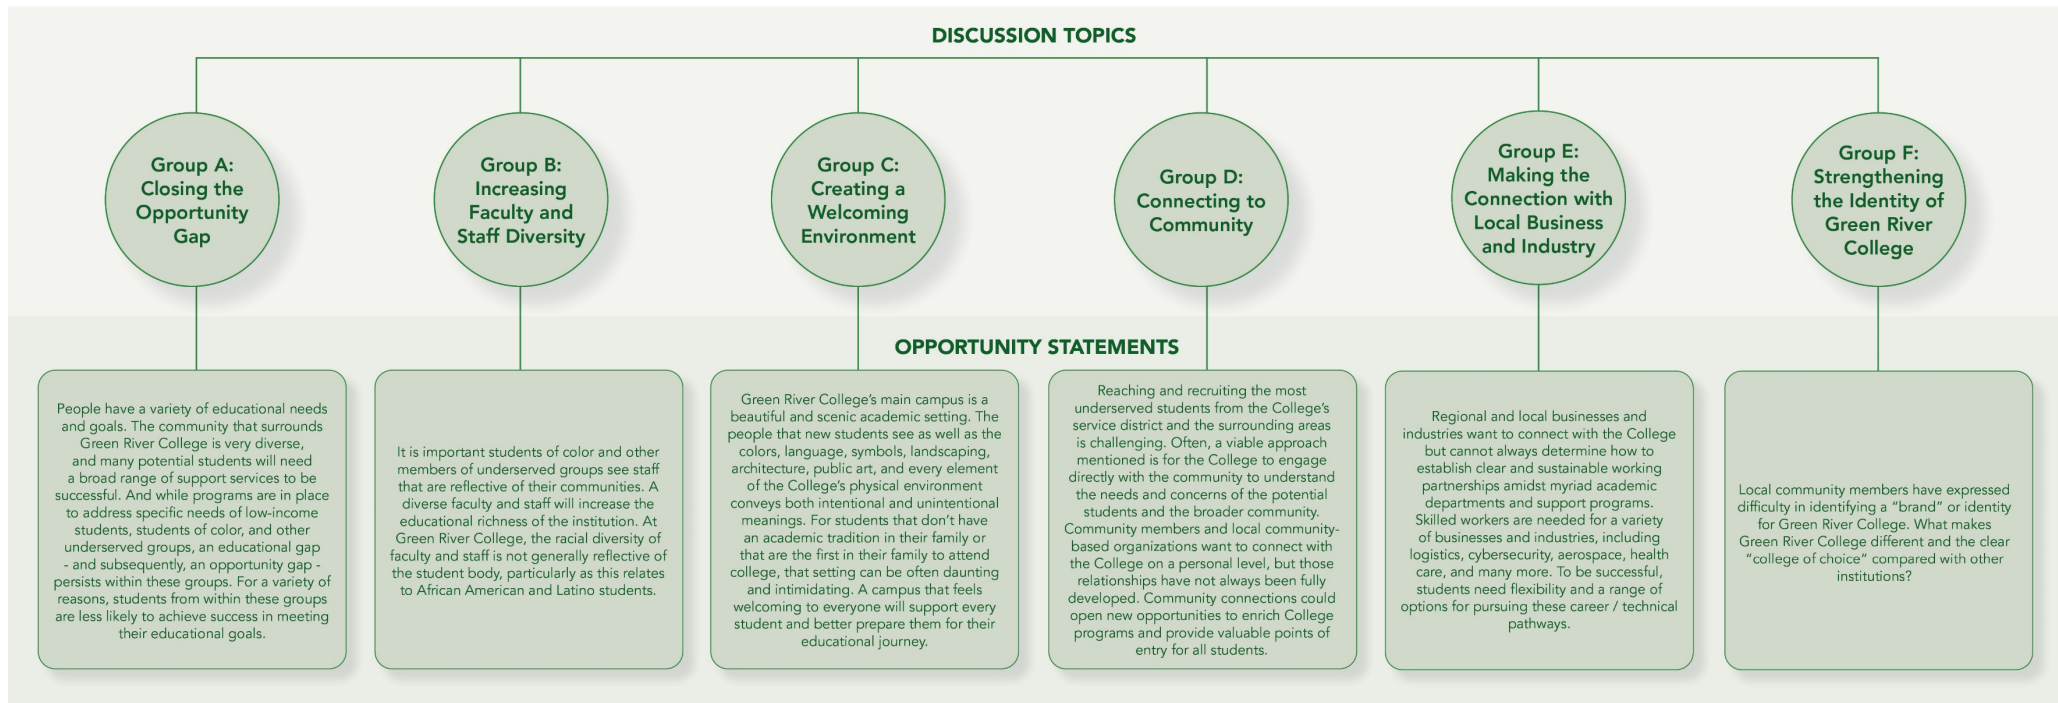 DISCUSSION TOPICS
Group A:
Closing the
Opportunity
Gap
Group B:
Increasing
Faculty and
Staff Diversity
Group C:
Creating a
Welcoming
Environment
Group D:
Connecting to
Community
Group E:
Making the
Connection with
Local Business
and Industry
Group F:
Strengthening
the Identity of
Green River
College
OPPORTUNITY STATEMENTS
People have a variety of educational needs
and goals. The community that surrounds
Green River College is very diverse,
and many potential students will need
a broad range of support services to be
successful. And while programs are in place
to address specific needs of low-income
students, students of color, and other
underserved groups, an educational gap
- and subsequently, an opportunity gap -
persists within these groups. For a variety of
reasons, students from within these groups
are less likely to achieve success in meeting
their educational goals.
It is important students of color and other
members of underserved groups see staff
that are reflective of their communities. A
diverse faculty and staff will increase the
educational richness of the institution. At
Green River College, the racial diversity of
faculty and staff is not generally reflective of
the student body, particularly as this relates
to African American and Latino students.
Green River College's main campus is a
beautiful and scenic academic setting. The
people that new students see as well as the
colors, language, symbols, landscaping,
architecture, public art, and every element
of the College's physical environment
conveys both intentional and unintentional
meanings. For students that don't have
an academic tradition in their family or
that are the first in their family to attend
college, that setting can be often daunting
and intimidating. A campus that feels
welcoming to everyone will support every
student and better prepare them for their
educational journey.
Reaching and recruiting the most
underserved students from the College's
service district and the surrounding areas
is challenging. Often, a viable approach
mentioned is for the College to engage
directly with the community to understand
the needs and concerns of the potential
students and the broader community.
Community members and local community-
based organizations want to connect with
the College on a personal level, but those
relationships have not always been fully
developed. Community connections could
open new opportunities to enrich College
programs and provide valuable points of
entry for all students.
Regional and local businesses and
industries want to connect with the College
but cannot always determine how to
establish clear and sustainable working
partnerships amidst myriad academic
departments and support programs.
Skilled workers are needed for a variety
of businesses and industries, including
logistics, cybersecurity, aerospace, health
care, and many more. To be successful,
students need flexibility and a range of
options for pursuing these career / technical
pathways.
Local community members have expressed
difficulty in identifying a “brand” or identity
for Green River College. What makes
Green River College different and the clear
“college of choice” compared with other
institutions?